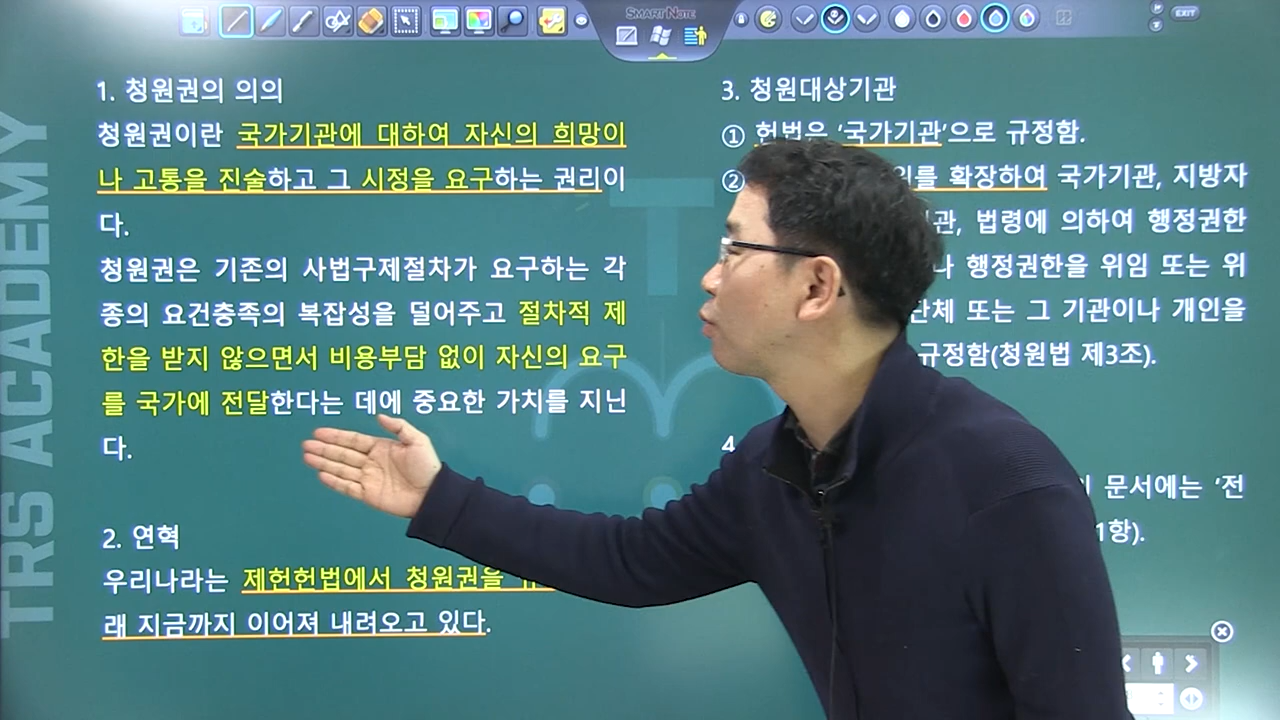 SMARTNOTE
EXIT
TRS ACADEMY
1. 청원권의 의의
청원권이란 국가기관에 대하여 자신의 희망이
나 고통을 진술하고 그 시정을 요구하는 권리이
다.
청원권은 기존의 사법구제절차가 요구하는 각
종의 요건충족의 복잡성을 덜어주고 절차적 제
한을 받지 않으면서 비용부담 없이 자신의 요구
를 국가에 전달한다는 데에 중요한 가치를 지닌
다.
2. 연혁
우리나라는 제헌헌법에서 청원권을
래 지금까지 이어져 내려오고 있다.
3. 청원대상기관
① 헌법은 '국가기관'으로 규정함.
② 를 확장하여 국가기관, 지방자
, 법령에 의하여 행정권한
행정권한을 위임 또는 위
또는 그 기관이나 개인을
규정함(청원법 제3조).
4
문서에는 '전
1항).